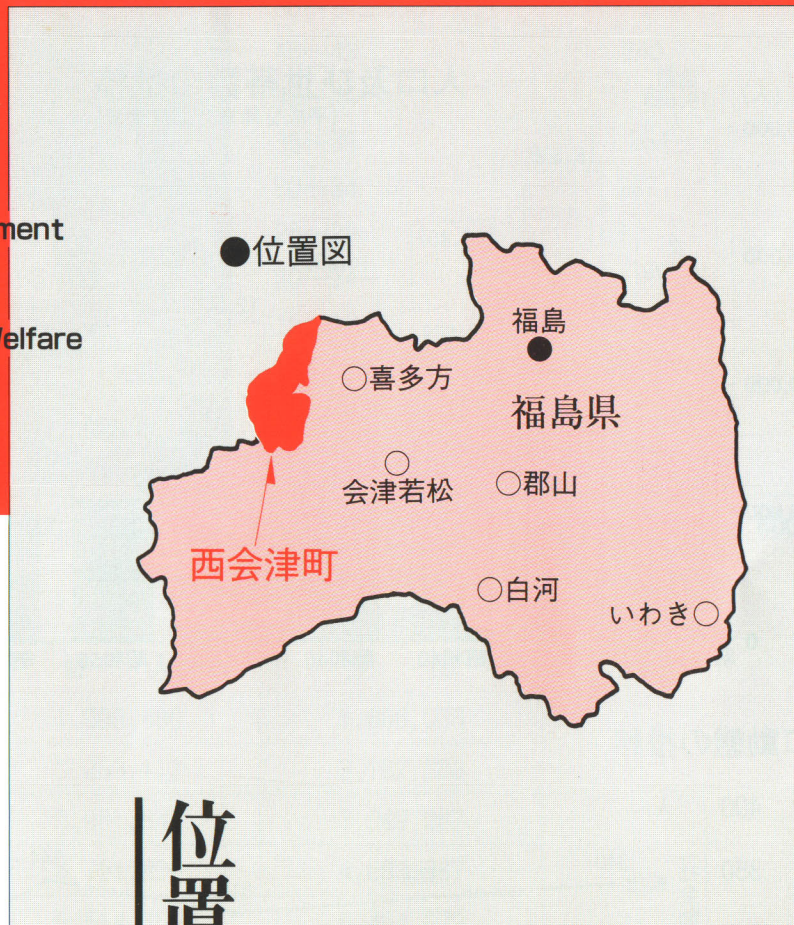 ment
Welfare
●位置図
福島
○喜多方
福島県
会津若松
○郡山
西会津町
○白河
いわき○
位置